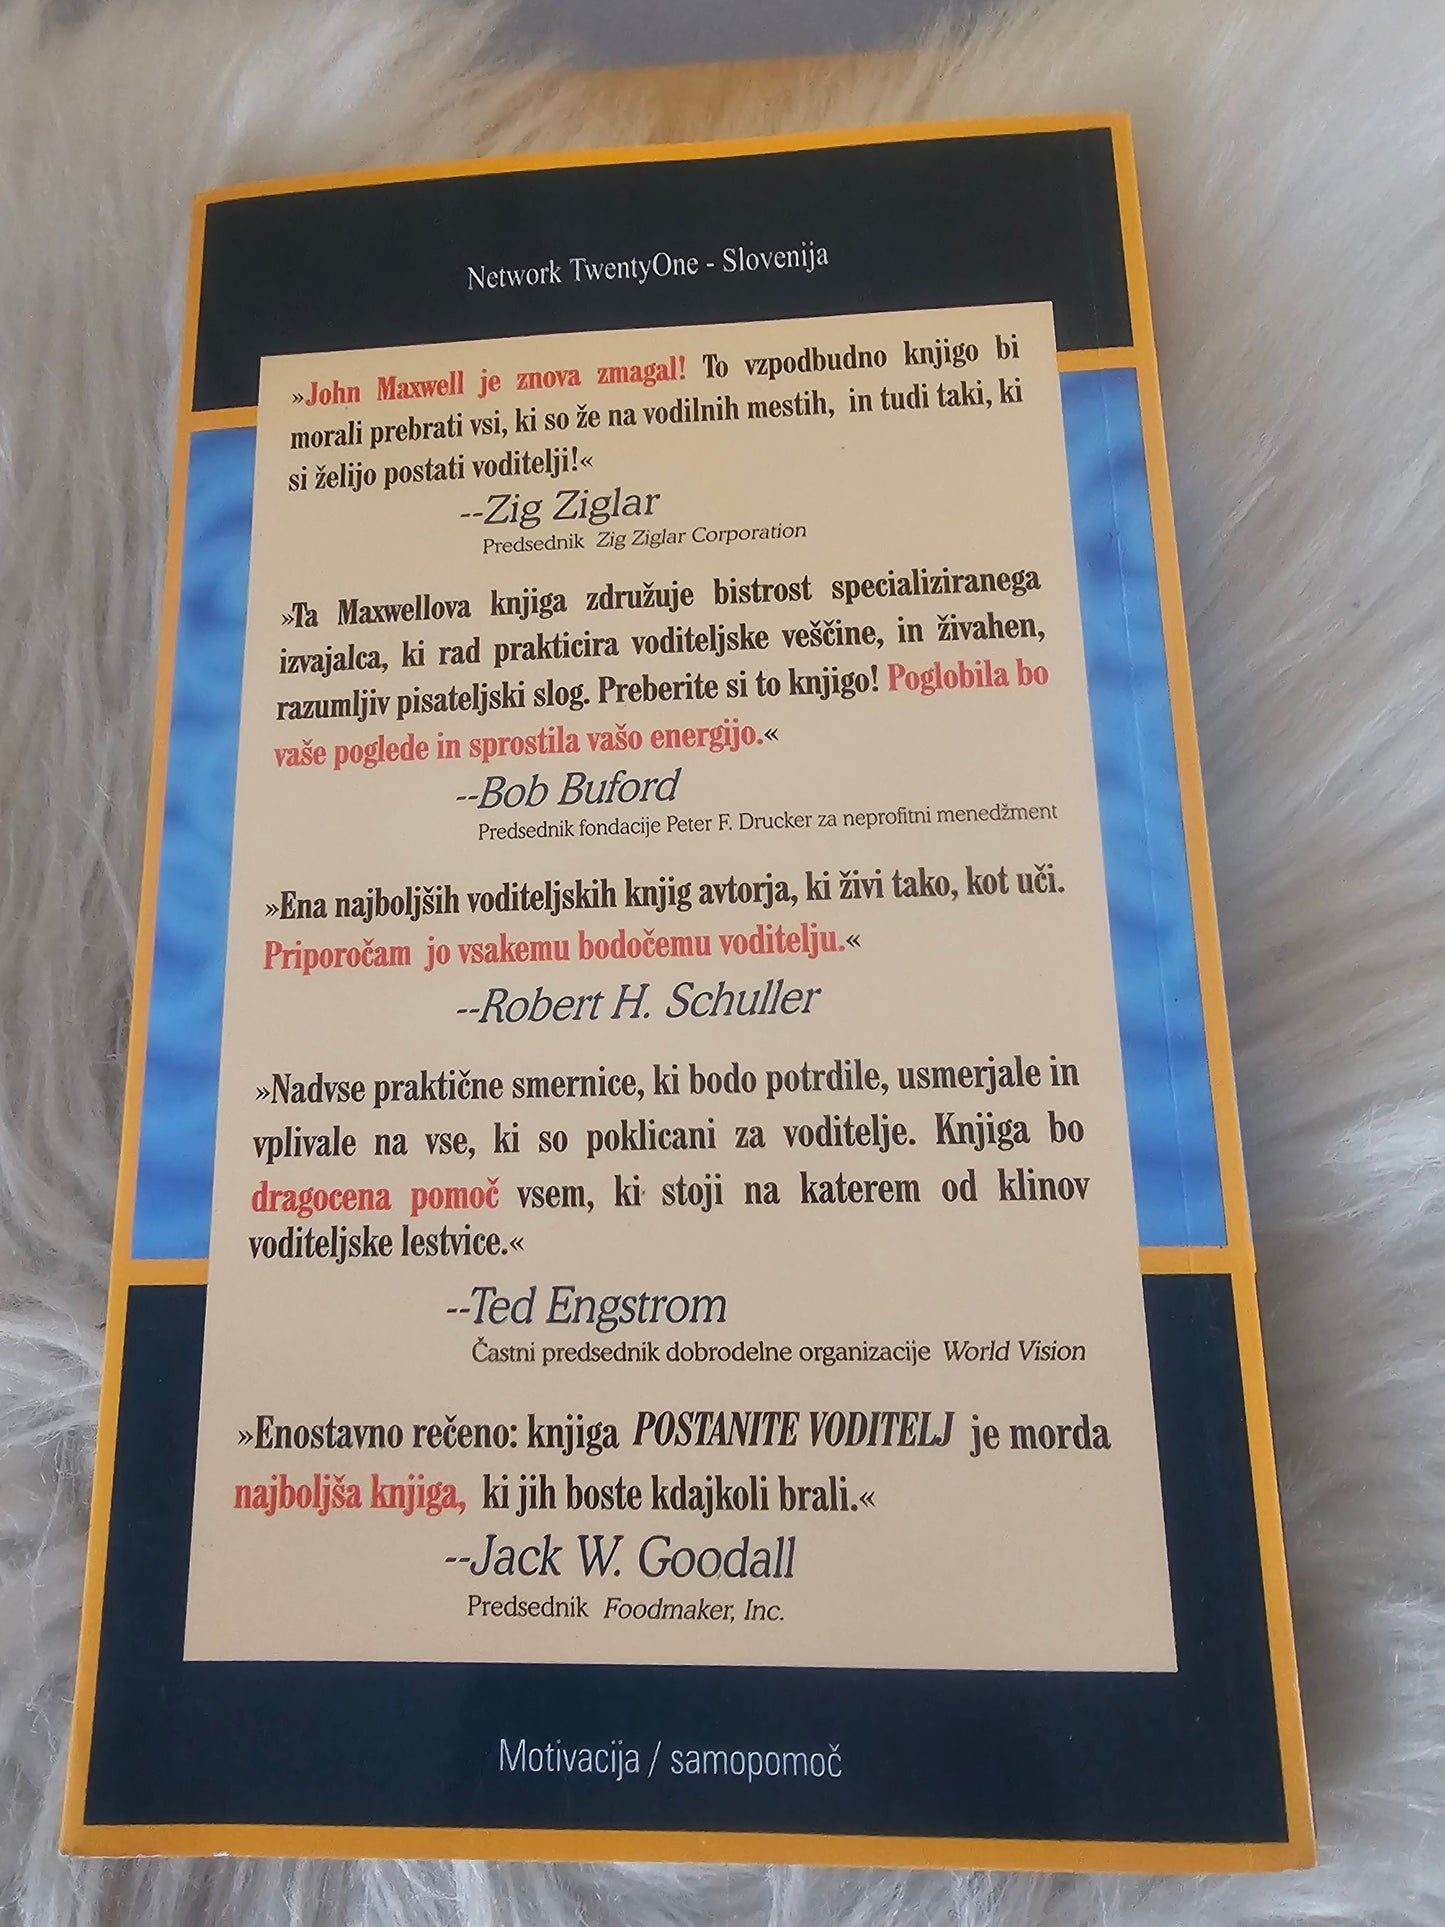 Network TwentyOne - Slovenija
»John Maxwell je znova zmagal! To vzpodbudno knjigo bi
morali prebrati vsi, ki so že na vodilnih mestih, in tudi taki, ki
si želijo postati voditelji!«
--Zig Ziglar
Predsednik Zig Ziglar Corporation
»Ta Maxwellova knjiga združuje bistrost specializiranega
izvajalca, ki rad prakticira voditeljske veščine, in živahen,
razumljiv pisateljski slog. Preberite si to knjigo! Poglobila bo
vaše poglede in sprostila vašo energijo.«
--Bob Buford
Predsednik fondacije Peter F. Drucker za neprofitni menedžment
»Ena najboljših voditeljskih knjig avtorja, ki živi tako, kot uči.
Priporočam jo vsakemu bodočemu voditelju.«
--Robert H. Schuller
»Nadvse praktične smernice, ki bodo potrdile, usmerjale in
vplivale na vse, ki so poklicani za voditelje. Knjiga bo
dragocena pomoč vsem, ki stoji na katerem od klinov
voditeljske lestvice.«
--Ted Engstrom
Častni predsednik dobrodelne organizacije World Vision
»Enostavno rečeno: knjiga POSTANITE VODITELJ je morda
najboljša knjiga, ki jih boste kdajkoli brali.«
--Jack W. Goodall
Predsednik Foodmaker, Inc.
Motivacija / samopomoč